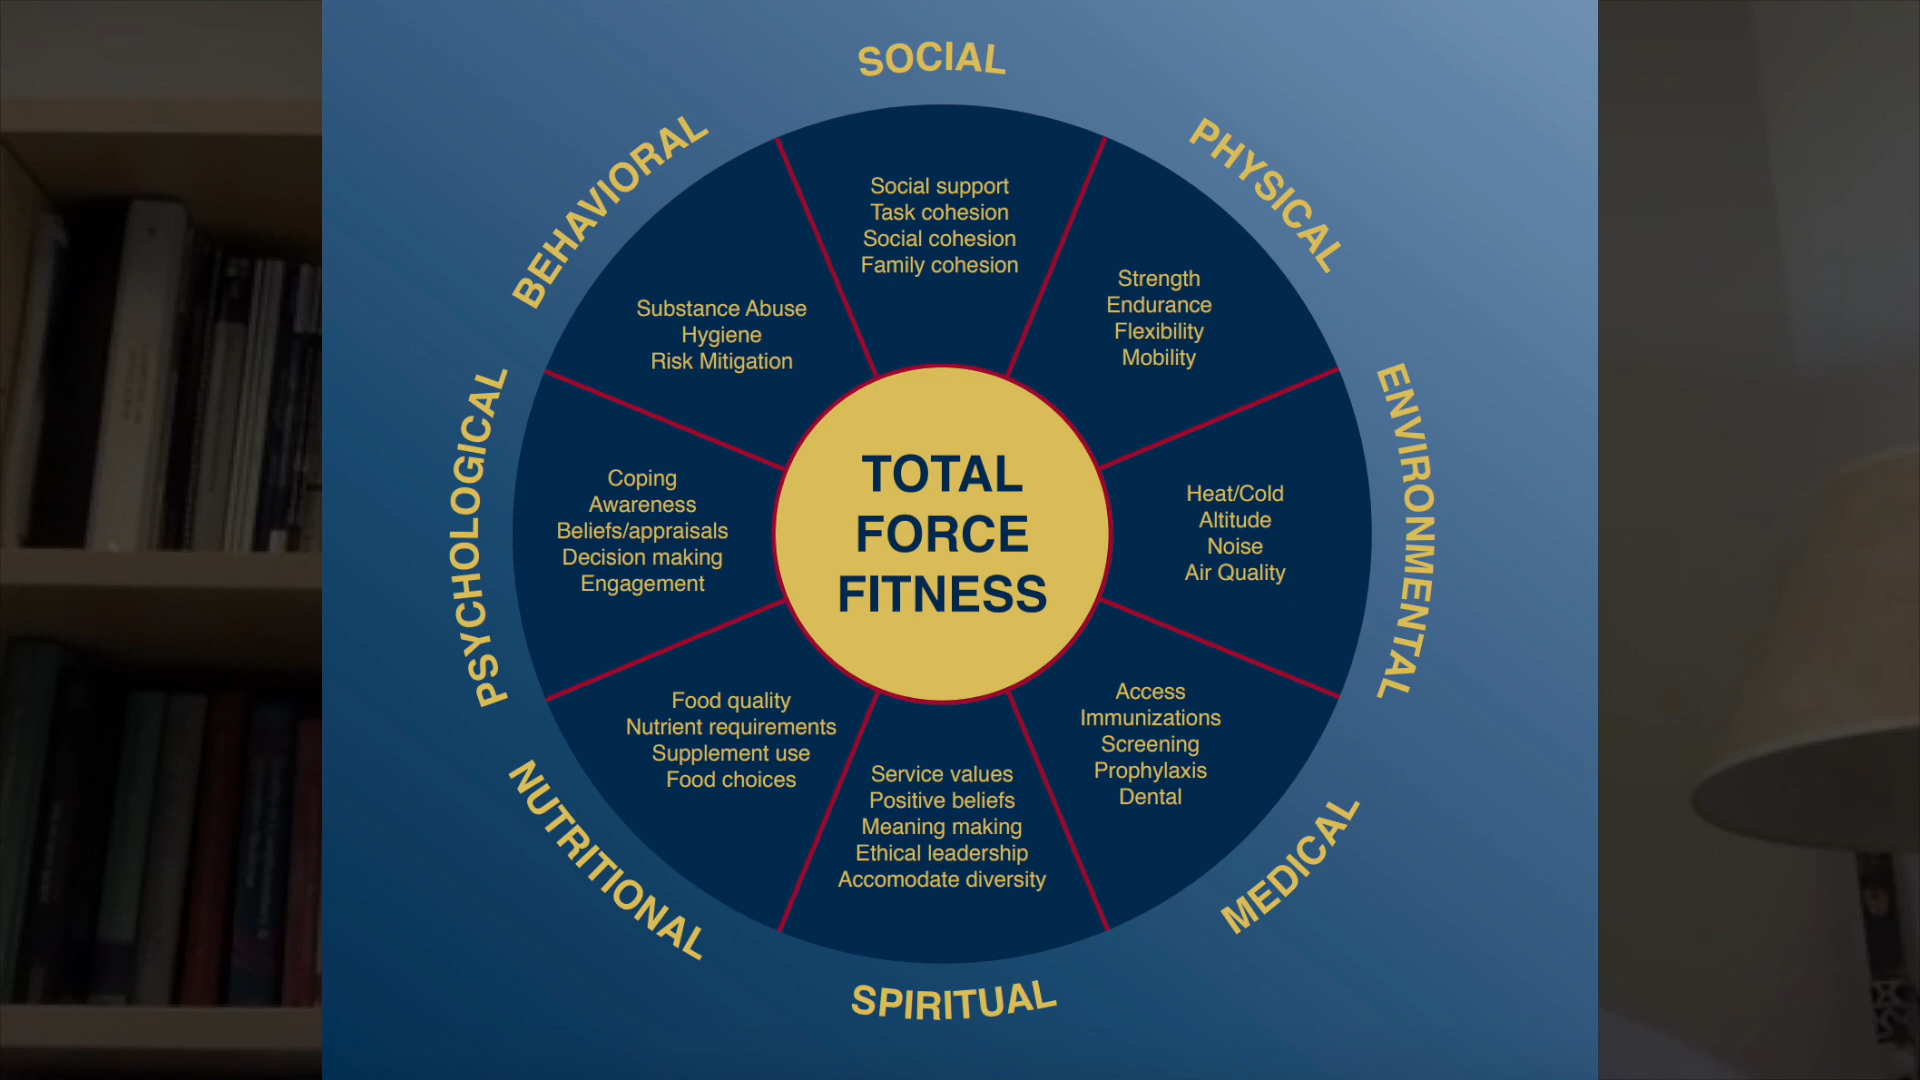 SOCIAL
PHYSICAL
ENVIRONMENTAL
MEDICAL
SPIRITUAL
NUTRITIONAL
PSYCHOLOGICAL
BEHAVIORAL
Social support
Task cohesion
Social cohesion
Family cohesion
Strength
Endurance
Flexibility
Mobility
Heat/Cold
Altitude
Noise
Air Quality
Access
Immunizations
Screening
Prophylaxis
Dental
Service values
Positive beliefs
Meaning making
Ethical leadership
Accomodate diversity
Food quality
Nutrient requirements
Supplement use
Food choices
Coping
Awareness
Beliefs/appraisals
Decision making
Engagement
Substance Abuse
Hygiene
Risk Mitigation
TOTAL
FORCE
FITNESS